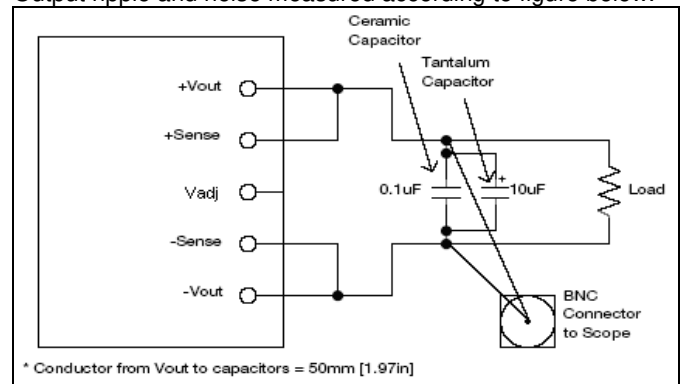 Output ripple and noise measured according to figure below.
Ceramic
Capacitor
Tantalum
Capacitor
+Vout
+Sense
Vadj
-Sense
-Vout
0.1uF
+
10uF
Load
BNC
Connector
to Scope
* Conductor from Vout to capacitors = 50mm [1.97in]